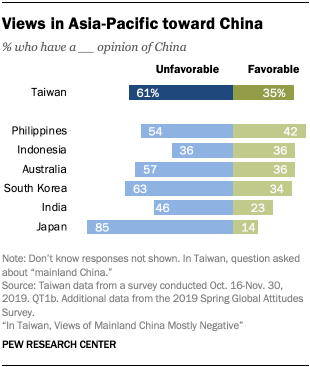 Views in Asia-Pacific toward China
% who have a __ opinion of China
Unfavorable Favorable
Taiwan 61% 35%
Philippines 54 42
Indonesia 36 36
Australia 57 36
South Korea 63 34
India 46 23
Japan 85 14
Note: Don't know responses not shown. In Taiwan, question asked
about "mainland China."
Source: Taiwan data from a survey conducted Oct. 16-Nov. 30,
2019. QT1b. Additional data from the 2019 Spring Global Attitudes
Survey.
"In Taiwan, Views of Mainland China Mostly Negative"
PEW RESEARCH CENTER